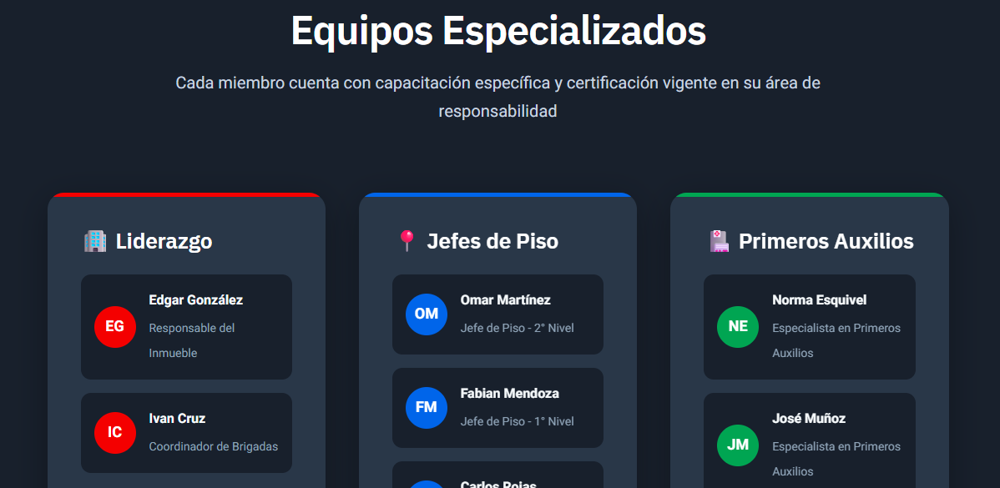 Equipos Especializados
Cada miembro cuenta con capacitación específica y certificación vigente en su área de
responsabilidad
Liderazgo
EG
Edgar González
Responsable del
Inmueble
IC
Ivan Cruz
Coordinador de Brigadas
Jefes de Piso
OM
Omar Martínez
Jefe de Piso - 2° Nivel
FM
Fabian Mendoza
Jefe de Piso - 1° Nivel
Carlos Rojas
Primeros Auxilios
NE
Norma Esquivel
Especialista en Primeros
Auxilios
JM
José Muñoz
Especialista en Primeros
Auxilios